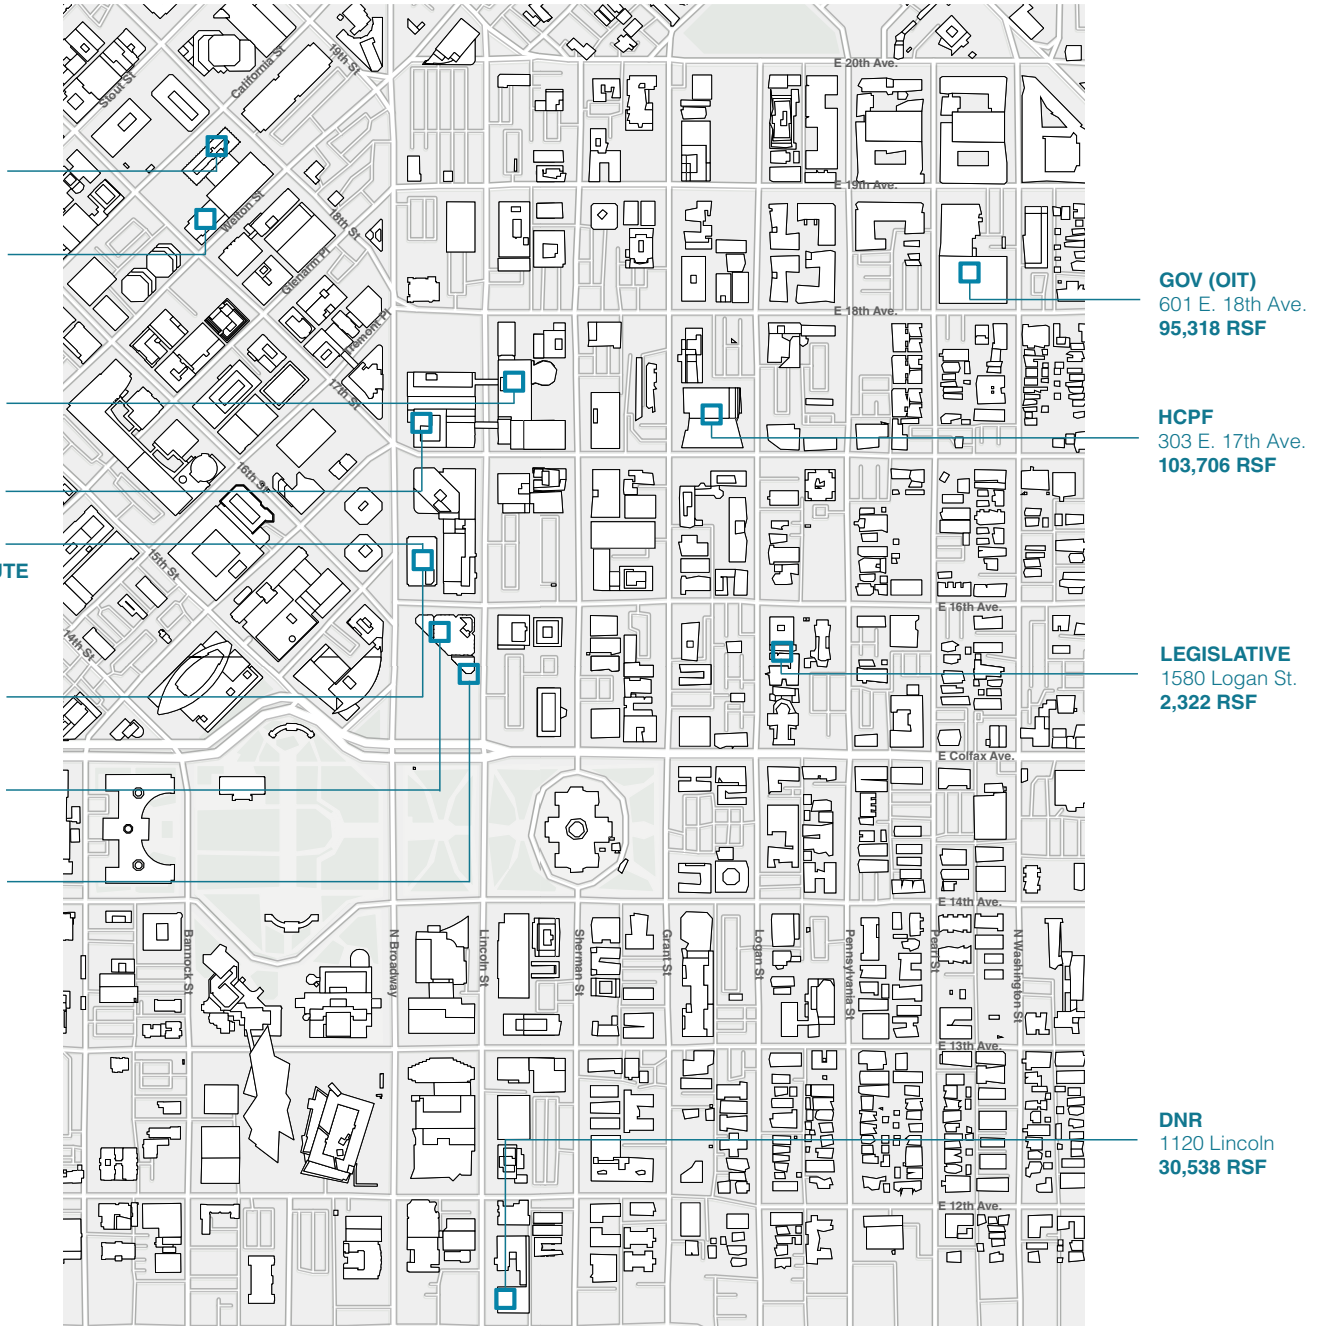 E 20th Ave.
19th St
California St
Stout St
E 19th Ave.
Welton St
18th St
Glenarm Pl
GOV (OIT)
601 E. 18th Ave.
95,318 RSF
E 18th Ave.
Tremont Pl
17th St
HCPF
303 E. 17th Ave.
103,706 RSF
16th St
15th St
UTE
E 16th Ave.
14th St
LEGISLATIVE
1580 Logan St.
2,322 RSF
E Colfax Ave.
E 14th Ave.
Bannock St
N Broadway
Lincoln St
Sherman St
Grant St
Logan St
Pennsylvania St
Pearl St
N Washington St
E 13th Ave.
DNR
1120 Lincoln
30,538 RSF
E 12th Ave.